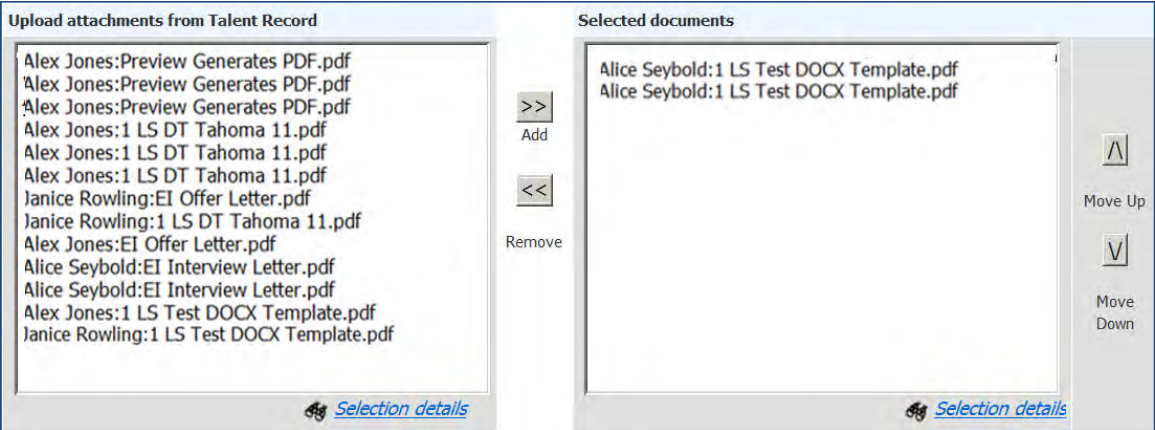 Upload attachments from Talent Record
Alex Jones:Preview Generates PDF.pdf
Alex Jones:Preview Generates PDF.pdf
Alex Jones:Preview Generates PDF.pdf
Alex Jones:1 LS DT Tahoma 11.pdf
Alex Jones:1 LS DT Tahoma 11.pdf
Alex Jones:1 LS DT Tahoma 11.pdf
Janice Rowling:EI Offer Letter.pdf
Janice Rowling:1 LS DT Tahoma 11.pdf
Alex Jones:EI Offer Letter.pdf
Alice Seybold:EI Interview Letter.pdf
Alice Seybold:EI Interview Letter.pdf
Alex Jones:1 LS Test DOCX Template.pdf
Janice Rowling:1 LS Test DOCX Template.pdf
Selection details
>>
Add
<<
Remove
Selected documents
Alice Seybold:1 LS Test DOCX Template.pdf
Alice Seybold:1 LS Test DOCX Template.pdf
Selection details
/\
Move Up
\/
Move
Down